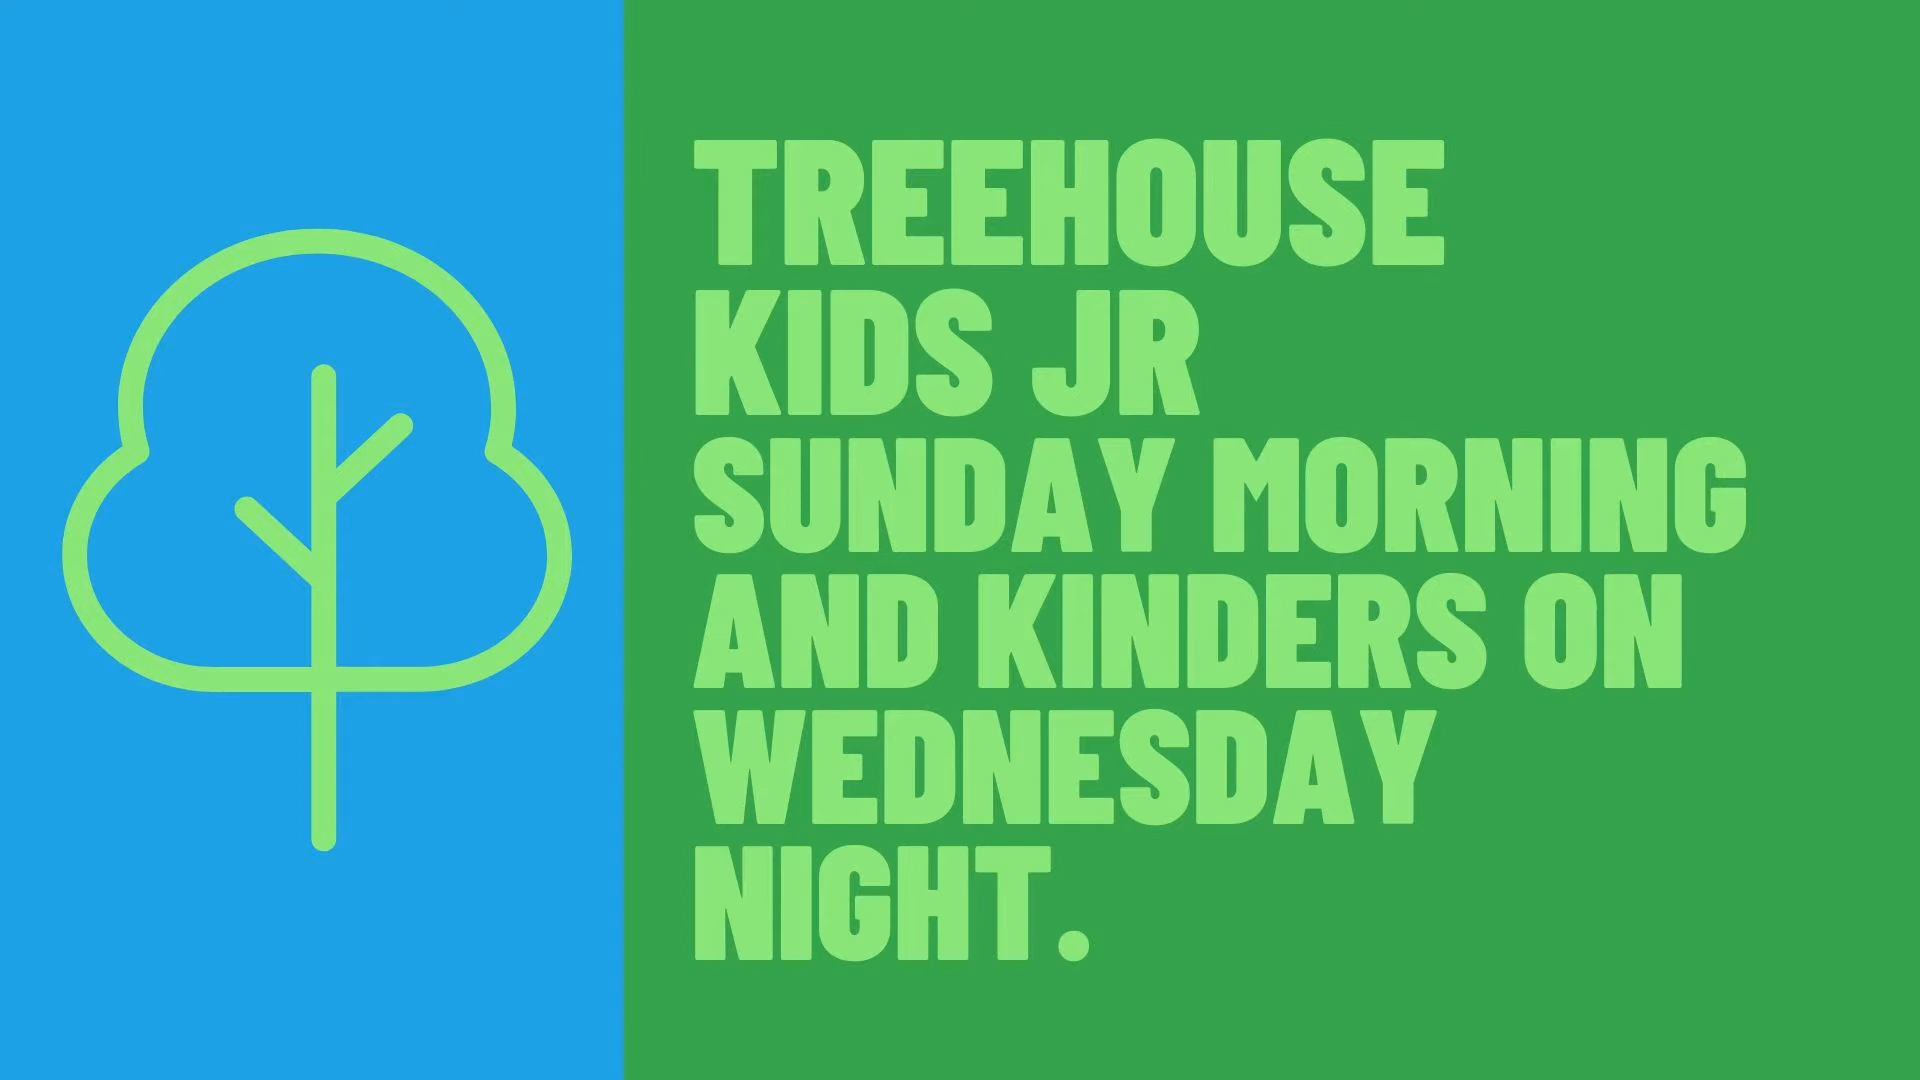 TREEHOUSE
KIDS JR
SUNDAY MORNING
AND KINDERS ON
WEDNESDAY
NIGHT.